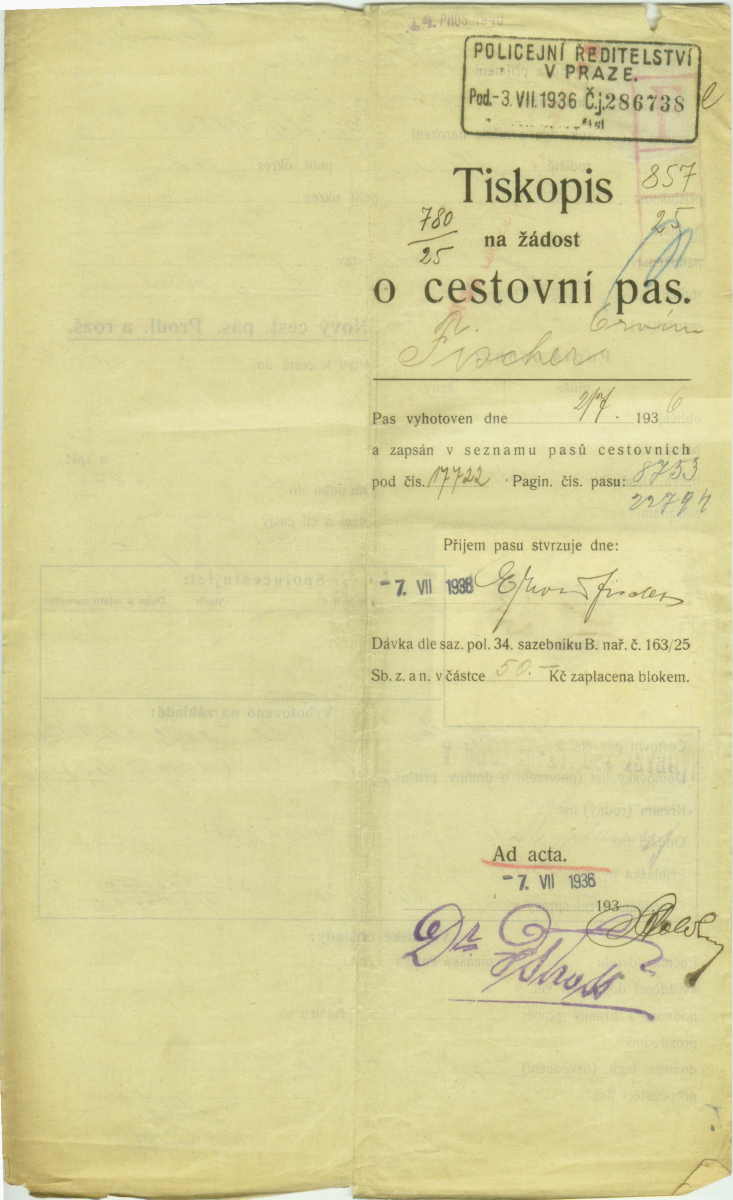 POLICEJNÍ ŘEDITELSTVÍ
V PRAZE.
Pod. -3.VII.1936 Č.j. 286738
Tiskopis 857
780 25
25 na žádost
o cestovní pas.
Ervín
Fischer
Pas vyhotoven dne 2/7. 1936
a zapsán v seznamu pasů cestovních
pod čís. 17722 Pagin. čís. pasu: 8753
22794
Příjem pasu stvrzuje dne:
-7. VII 1936
Dávka dle saz. pol. 34. sazebníku B. nař. č. 163/25
Sb. z. a n. v částce 50.- Kč zaplacena blokem.
Ad acta.
-7. VII 1936
193
Dr